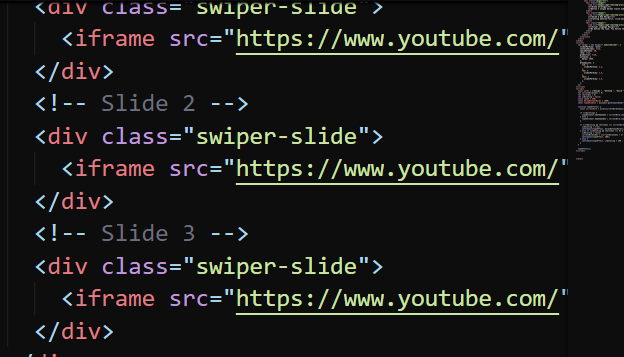 <div class="swiper-slide">
<iframe src="https://www.youtube.com/"
</div>
<!-- Slide 2 -->
<div class="swiper-slide">
<iframe src="https://www.youtube.com/"
</div>
<!-- Slide 3 -->
<div class="swiper-slide">
<iframe src="https://www.youtube.com/"
</div>
</div>